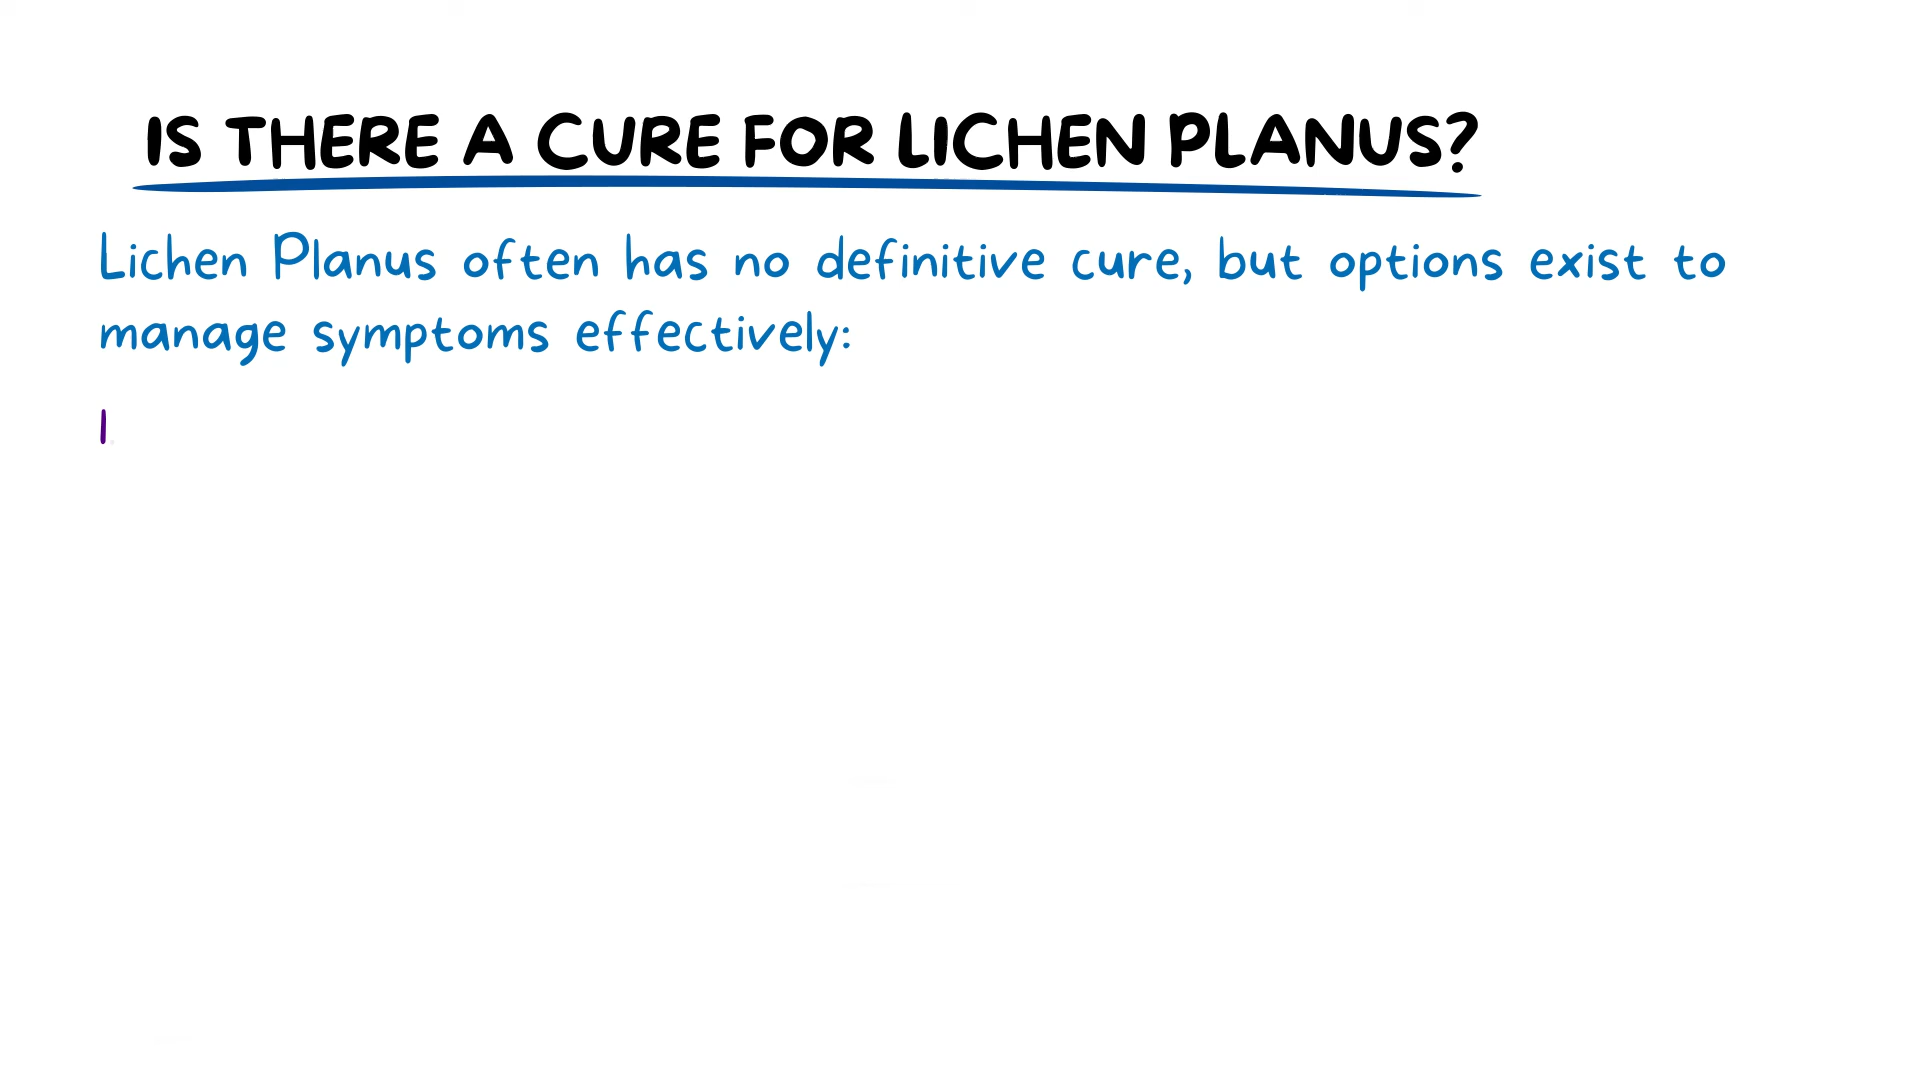 IS THERE A CURE FOR LICHEN PLANUS?
Lichen Planus often has no definitive cure, but options exist to
manage symptoms effectively:
1.